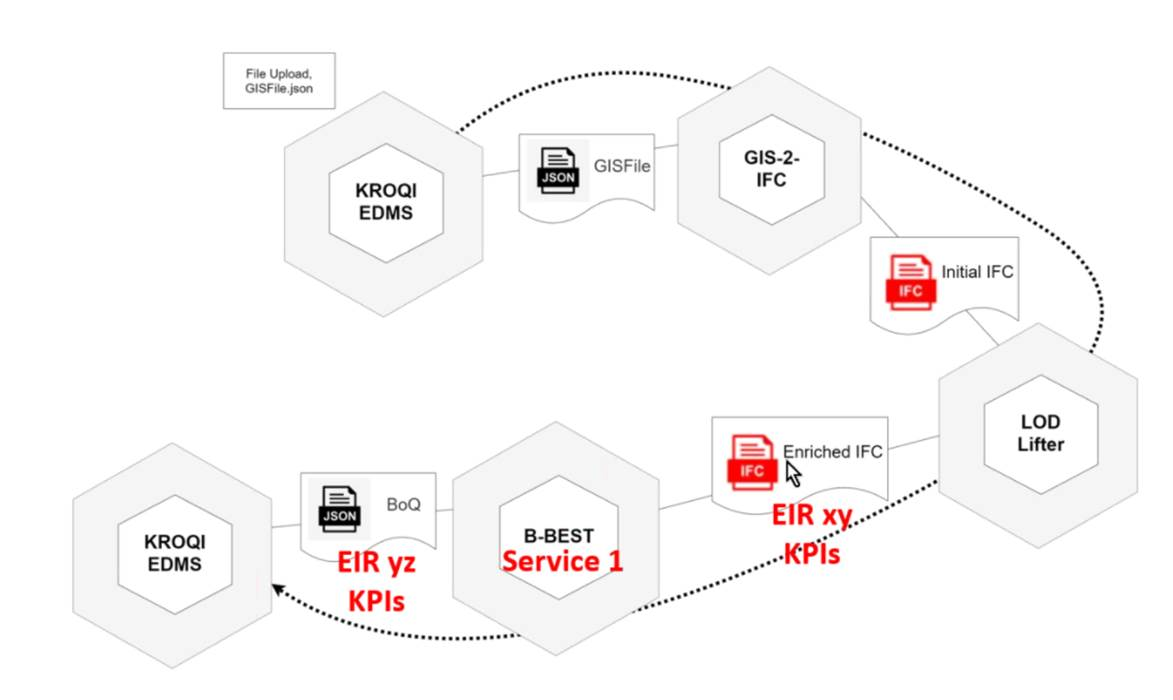 File Upload,
GISFile.json
KROQI
EDMS
JSON
GISFile
GIS-2-
IFC
IFC
Initial IFC
LOD
Lifter
IFC
Enriched IFC
EIR xy
KPIs
B-BEST
Service 1
JSON
BoQ
EIR yz
KPIs
KROQI
EDMS